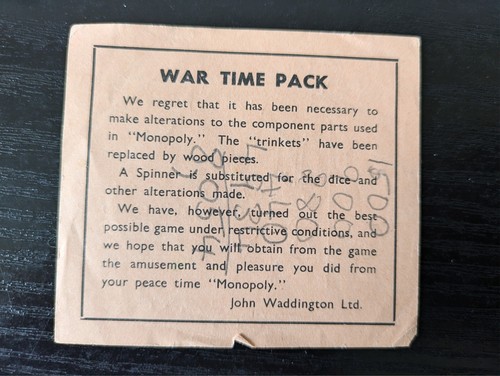 WAR TIME PACK
We regret that it has been necessary to
make alterations to the component parts used
in "Monopoly." The "trinkets" have been
replaced by wood pieces.
A Spinner is substituted for the dice and
other alterations made.
We have, however, turned out the best
possible game under restrictive conditions, and
we hope that you will obtain from the game
the amusement and pleasure you did from
your peace time "Monopoly."
John Waddington Ltd.
1500